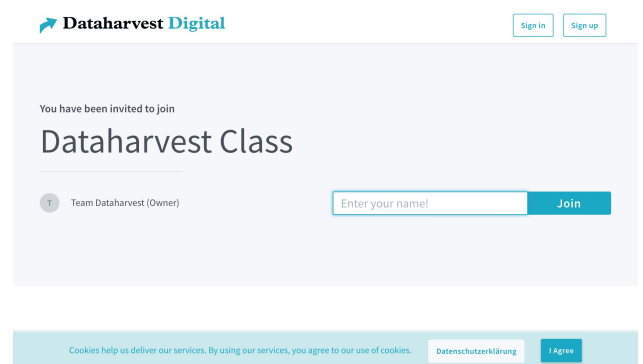 Dataharvest Digital
Sign in
Sign up
You have been invited to join
Dataharvest Class
T
Team Dataharvest (Owner)
Enter your name!
Join
Cookies help us deliver our services. By using our services, you agree to our use of cookies.
Datenschutzerklärung
I Agree